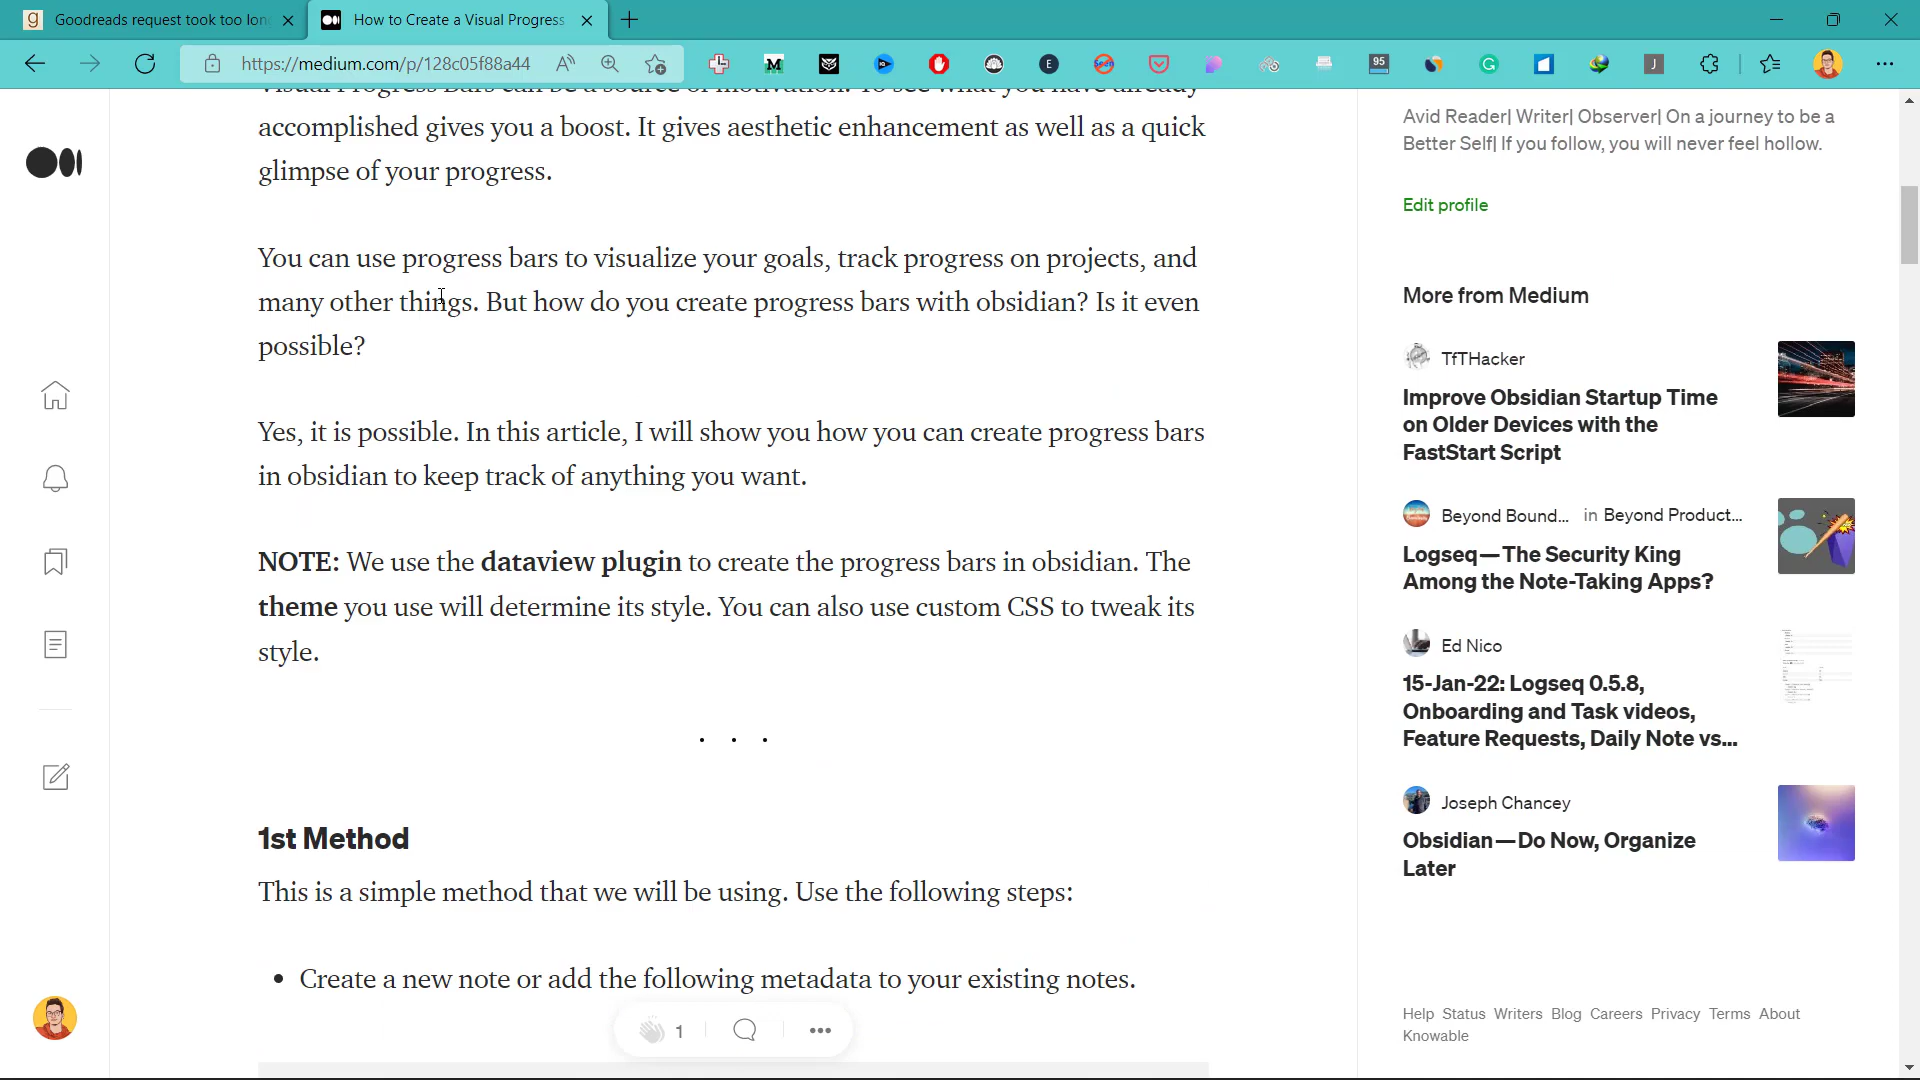 Goodreads request took too lon
How to Create a Visual Progress
https://medium.com/p/128c05f88a44
95
J
accomplished gives you a boost. It gives aesthetic enhancement as well as a quick
glimpse of your progress.
You can use progress bars to visualize your goals, track progress on projects, and
many other things. But how do you create progress bars with obsidian? Is it even
possible?
Yes, it is possible. In this article, I will show you how you can create progress bars
in obsidian to keep track of anything you want.
NOTE: We use the dataview plugin to create the progress bars in obsidian. The
theme you use will determine its style. You can also use custom CSS to tweak its
style.
. . .
1st Method
This is a simple method that we will be using. Use the following steps:
• Create a new note or add the following metadata to your existing notes.
1
Avid Reader| Writer| Observer| On a journey to be a
Better Self| If you follow, you will never feel hollow.
Edit profile
More from Medium
TfTHacker
Improve Obsidian Startup Time
on Older Devices with the
FastStart Script
Beyond Bound... in Beyond Product...
Logseq—The Security King
Among the Note-Taking Apps?
Ed Nico
15-Jan-22: Logseq 0.5.8,
Onboarding and Task videos,
Feature Requests, Daily Note vs...
Joseph Chancey
Obsidian—Do Now, Organize
Later
Help Status Writers Blog Careers Privacy Terms About
Knowable